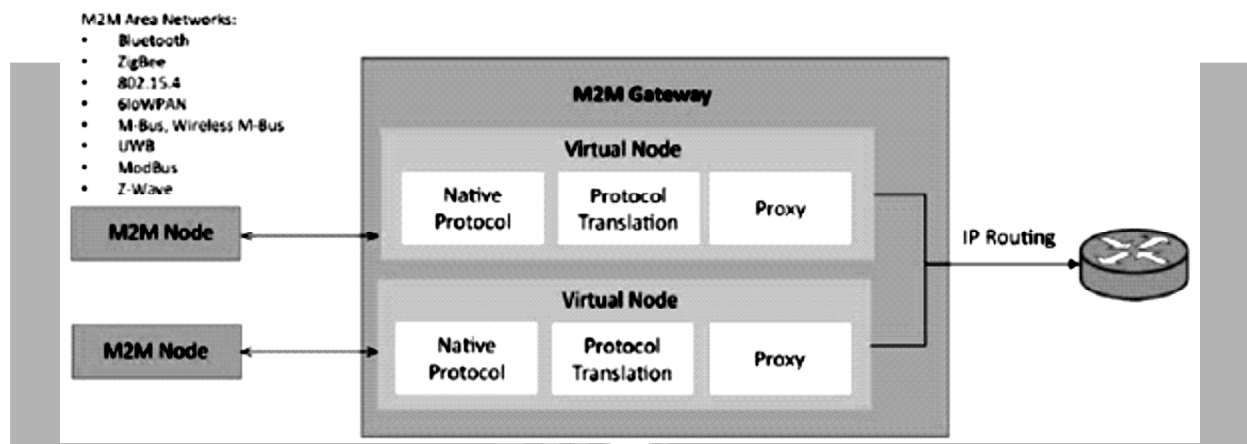 M2M Area Networks:
• Bluetooth
• ZigBee
• 802.15.4
• 6loWPAN
• M-Bus, Wireless M-Bus
• UWB
• ModBus
• Z-Wave
M2M Gateway
Virtual Node
Native
Protocol
Protocol
Translation
Proxy
M2M Node
IP Routing
Virtual Node
Native
Protocol
Protocol
Translation
Proxy
M2M Node